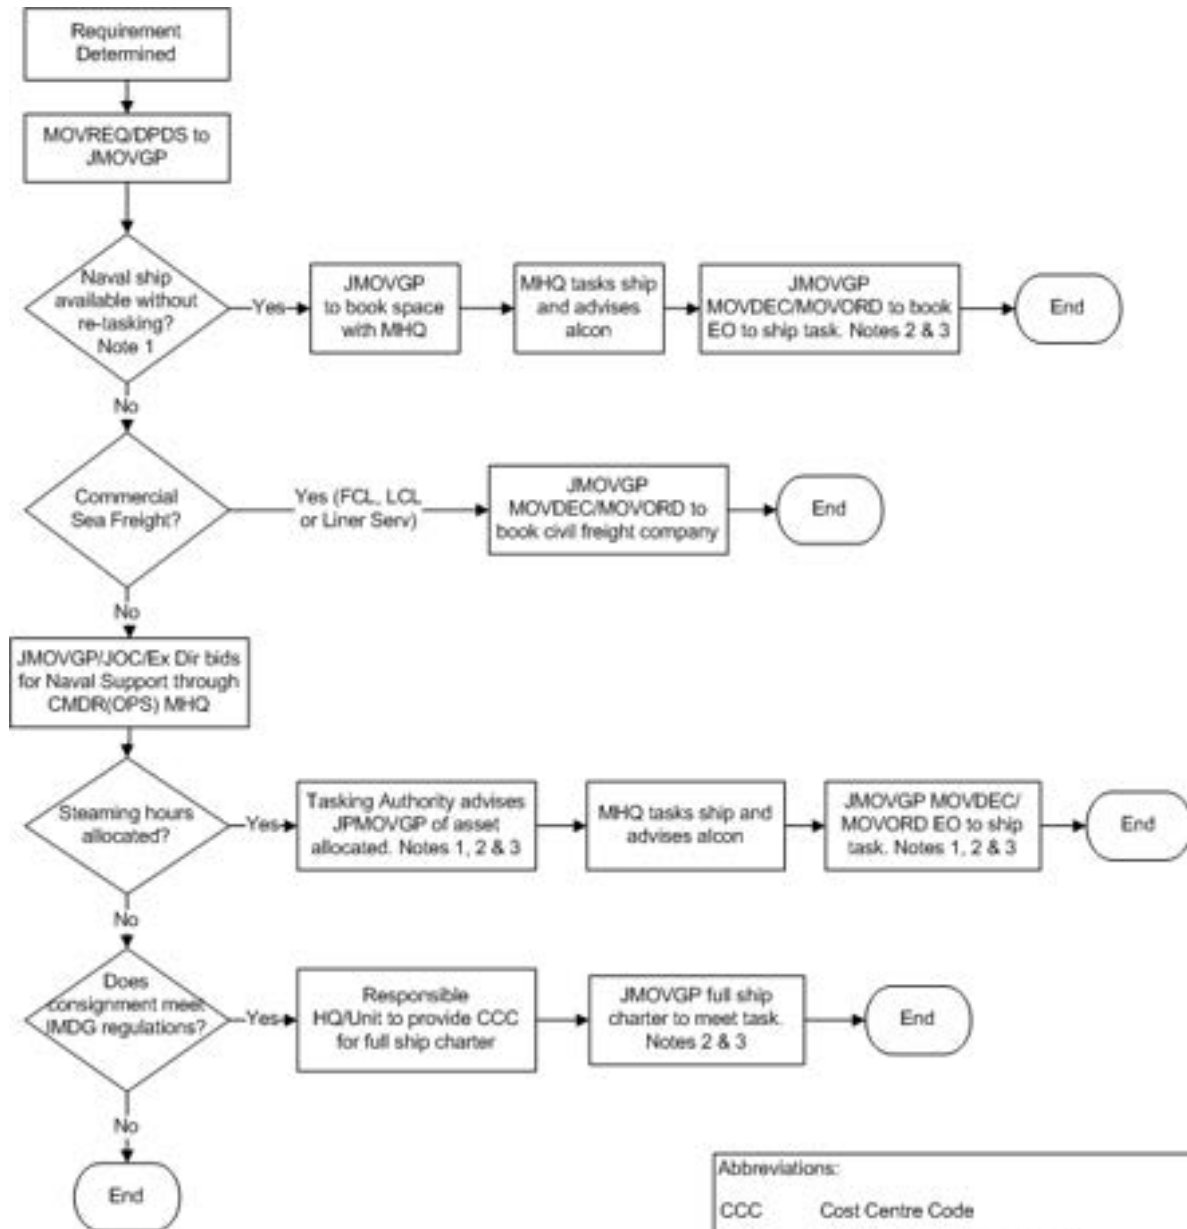 Requirement
Determined
MOVREQ/DPDS to
JMOVGP
Naval ship
available without
re-tasking?
Note 1
Yes
JMOVGP
to book space
with MHQ
MHQ tasks ship
and advises
alcon
JMOVGP
MOVDEC/MOVORD to book
EO to ship task. Notes 2 & 3
End
No
Commercial
Sea Freight?
Yes (FCL, LCL
or Liner Serv)
JMOVGP
MOVDEC/MOVORD to
book civil freight company
End
No
JMOVGP/JOC/Ex Dir bids
for Naval Support through
CMDR(OPS) MHQ
Steaming hours
allocated?
Yes
Tasking Authority advises
JPMOVGP of asset
allocated. Notes 1, 2 & 3
MHQ tasks ship and
advises alcon
JMOVGP MOVDEC/
MOVORD EO to ship
task. Notes 1, 2 & 3
End
No
Does
consignment meet
IMDG regulations?
Yes
Responsible
HQ/Unit to provide CCC
for full ship charter
JMOVGP full ship
charter to meet task.
Notes 2 & 3
End
No
End
Abbreviations:
CCC Cost Centre Code